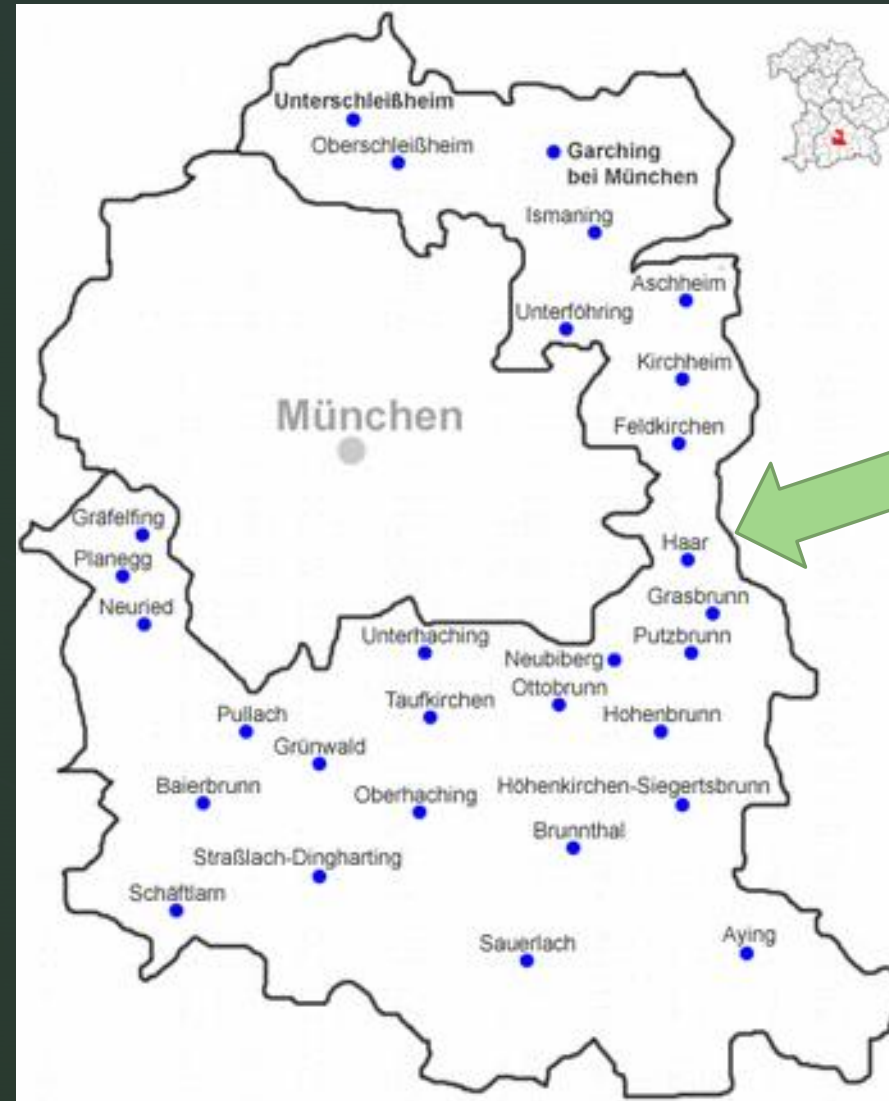 Unterschleißheim
Oberschleißheim
Garching
bei München
Ismaning
Aschheim
Unterföhring
Kirchheim
München
Feldkirchen
Gräfelfing
Haar
Planegg
Grasbrunn
Neuried
Unterhaching
Putzbrunn
Neubiberg
Ottobrunn
Taufkirchen
Pullach
Hohenbrunn
Grünwald
Baierbrunn
Oberhaching
Höhenkirchen-Siegertsbrunn
Brunnthal
Straßlach-Dingharting
Schäftlarn
Sauerlach
Aying